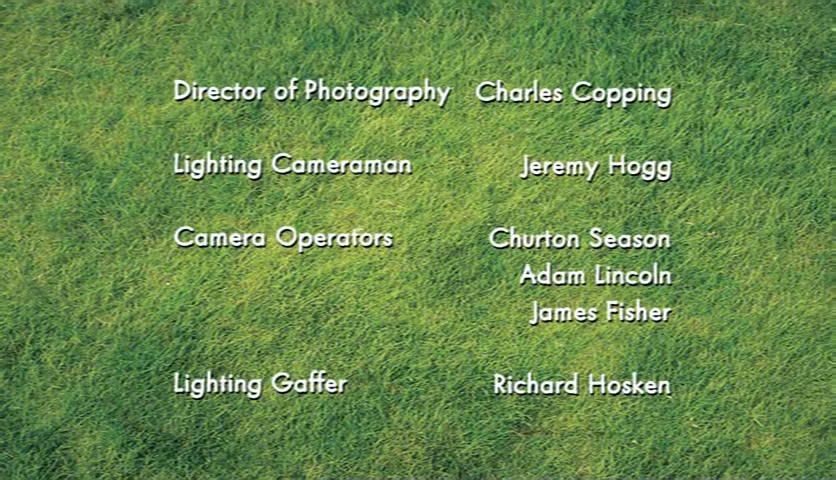 Director of Photography Charles Copping
Lighting Cameraman Jeremy Hogg
Camera Operators Churton Season
Adam Lincoln
James Fisher
Lighting Gaffer Richard Hosken